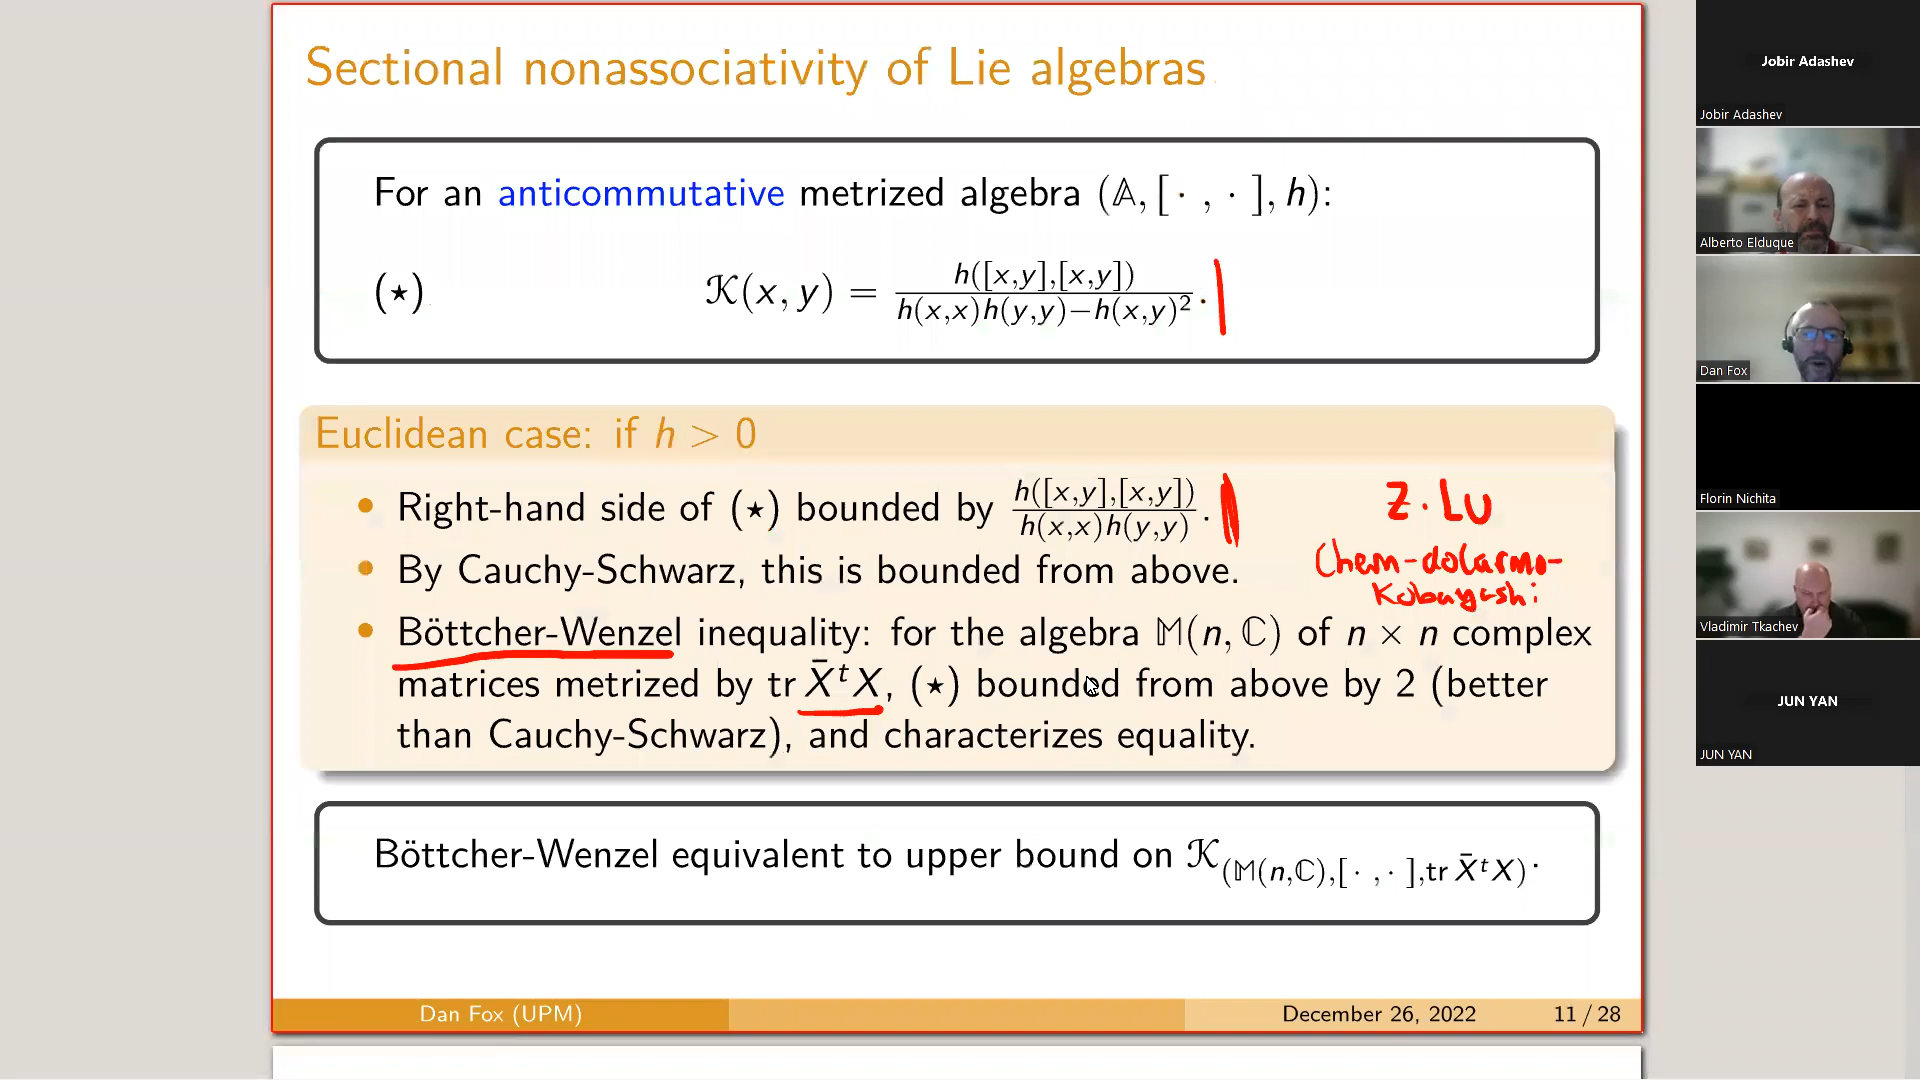 Sectional nonassociativity of Lie algebras
For an anticommutative metrized algebra (𝔸, [ · , · ], h):
(⋆) 𝒦(x, y) = h([x,y],[x,y]) / h(x,x)h(y,y)−h(x,y)² .
Euclidean case: if h > 0
• Right-hand side of (⋆) bounded by h([x,y],[x,y]) / h(x,x)h(y,y) .
Z. Lu
• By Cauchy-Schwarz, this is bounded from above.
Chern-doCarmo-
Kobayashi
• Böttcher-Wenzel inequality: for the algebra 𝕄(n, ℂ) of n × n complex
matrices metrized by tr X̄ᵗX, (⋆) bounded from above by 2 (better
than Cauchy-Schwarz), and characterizes equality.
Böttcher-Wenzel equivalent to upper bound on 𝒦(𝕄(n,ℂ),[ · , · ],tr X̄ᵗX).
Dan Fox (UPM)
December 26, 2022
11 / 28
Jobir Adashev
Jobir Adashev
Alberto Elduque
Dan Fox
Florin Nichita
Vladimir Tkachev
JUN YAN
JUN YAN